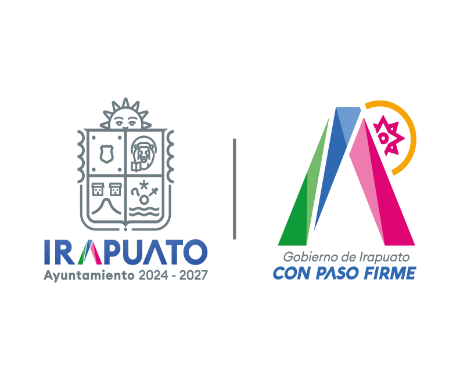 IRAPUATO
Ayuntamiento 2024 - 2027
Gobierno de Irapuato
CON PASO FIRME